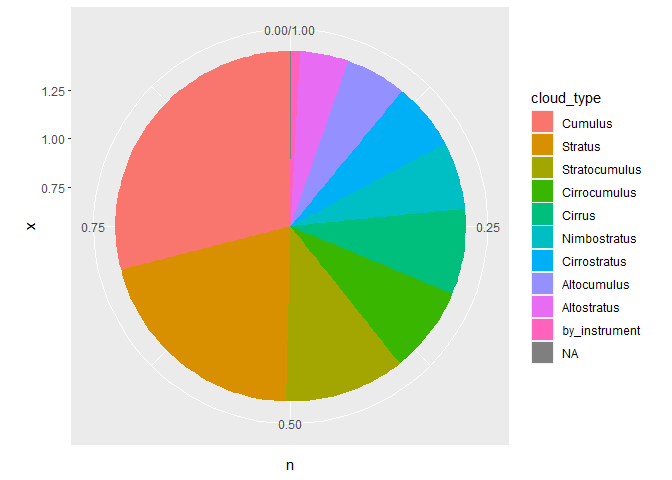 0.00/1.00
1.25
1.00
0.75
x
0.75
0.25
0.50
n
cloud_type
Cumulus
Stratus
Stratocumulus
Cirrocumulus
Cirrus
Nimbostratus
Cirrostratus
Altocumulus
Altostratus
by_instrument
NA